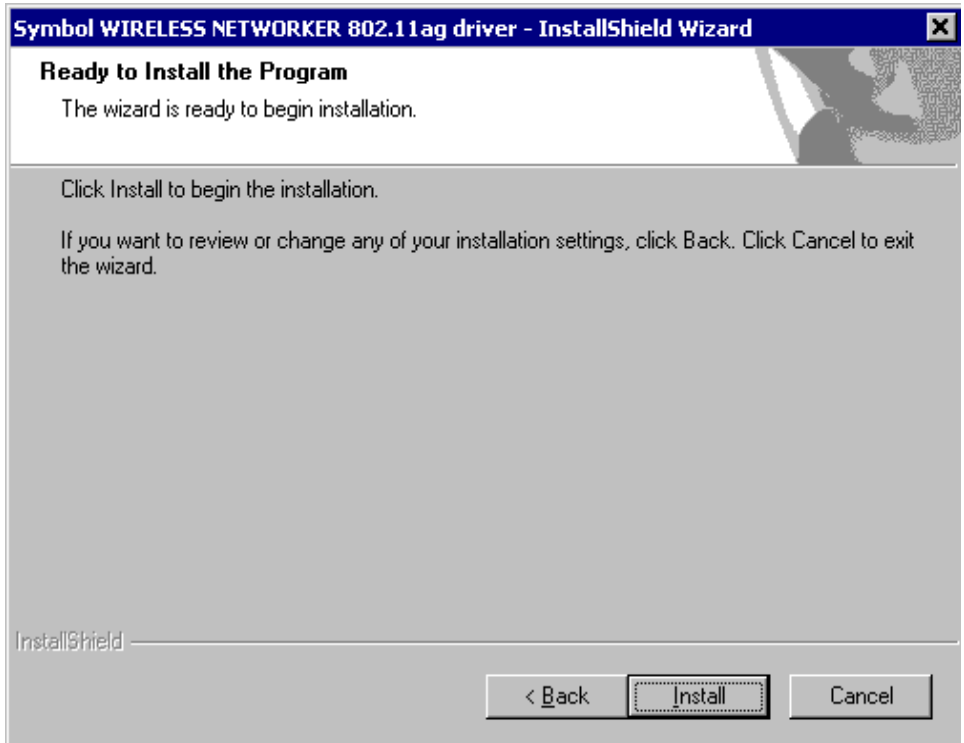 Symbol WIRELESS NETWORKER 802.11ag driver - InstallShield Wizard
Ready to Install the Program
The wizard is ready to begin installation.
Click Install to begin the installation.
If you want to review or change any of your installation settings, click Back. Click Cancel to exit
the wizard.
InstallShield
< Back
Install
Cancel